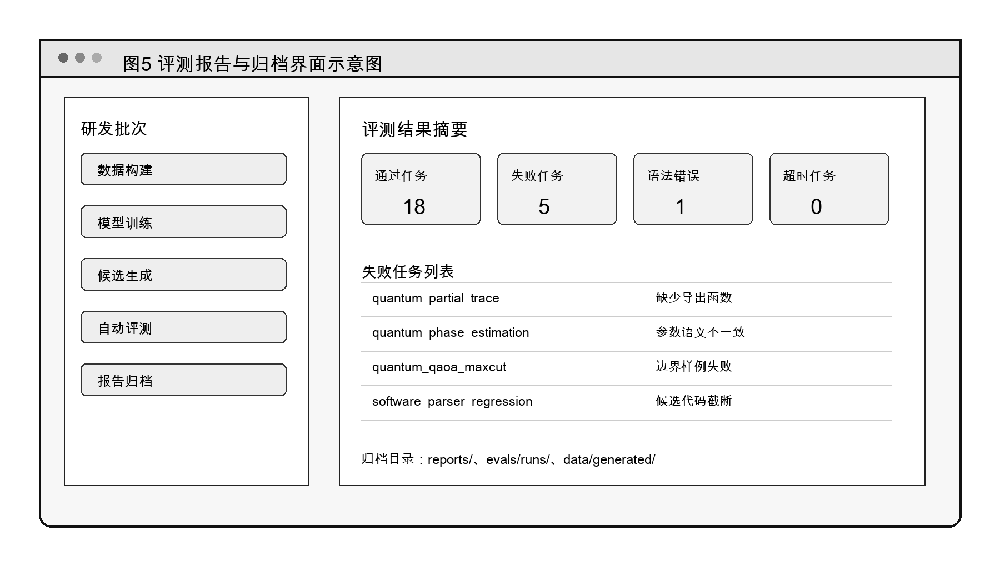 图5 评测报告与归档界面示意图
研发批次
数据构建
模型训练
候选生成
自动评测
报告归档
评测结果摘要
通过任务
18
失败任务
5
语法错误
1
超时任务
0
失败任务列表
quantum_partial_trace 缺少导出函数
quantum_phase_estimation 参数语义不一致
quantum_qaoa_maxcut 边界样例失败
software_parser_regression 候选代码截断
归档目录：reports/、evals/runs/、data/generated/